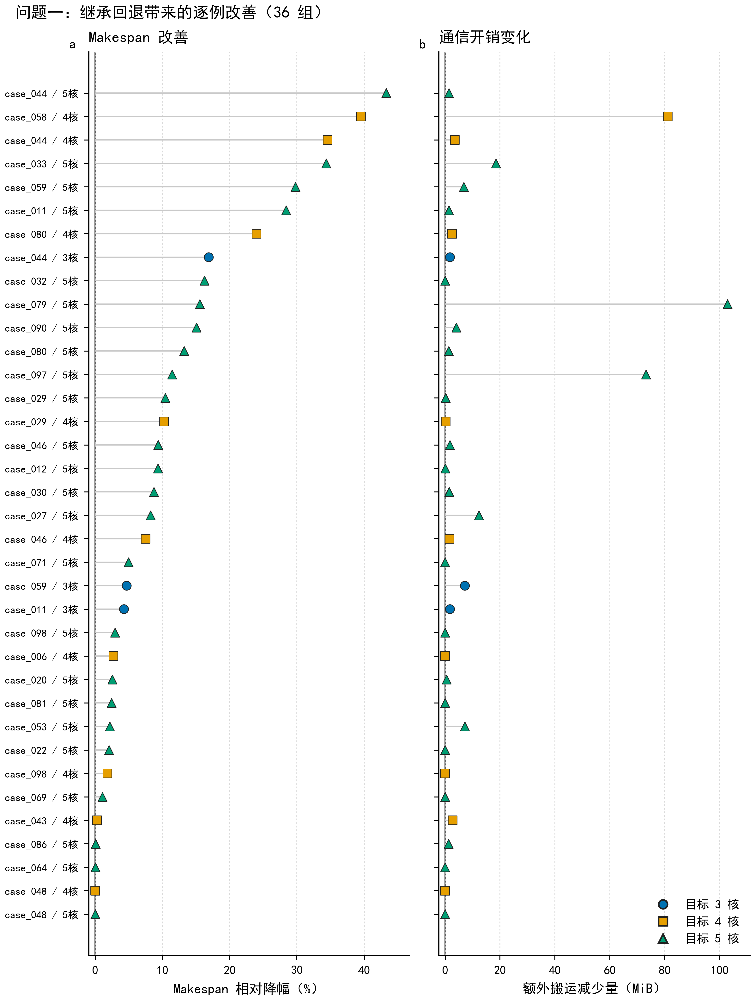 问题一：继承回退带来的逐例改善（36 组）
a
Makespan 改善
b
通信开销变化
case_044 / 5核
case_058 / 4核
case_044 / 4核
case_033 / 5核
case_059 / 5核
case_011 / 5核
case_080 / 4核
case_044 / 3核
case_032 / 5核
case_079 / 5核
case_090 / 5核
case_080 / 5核
case_097 / 5核
case_029 / 5核
case_029 / 4核
case_046 / 5核
case_012 / 5核
case_030 / 5核
case_027 / 5核
case_046 / 4核
case_071 / 5核
case_059 / 3核
case_011 / 3核
case_098 / 5核
case_006 / 4核
case_020 / 5核
case_081 / 5核
case_053 / 5核
case_022 / 5核
case_098 / 4核
case_069 / 5核
case_043 / 4核
case_086 / 5核
case_064 / 5核
case_048 / 4核
case_048 / 5核
0 10 20 30 40
Makespan 相对降幅（%）
目标 3 核
目标 4 核
目标 5 核
0 20 40 60 80 100
额外搬运减少量（MiB）